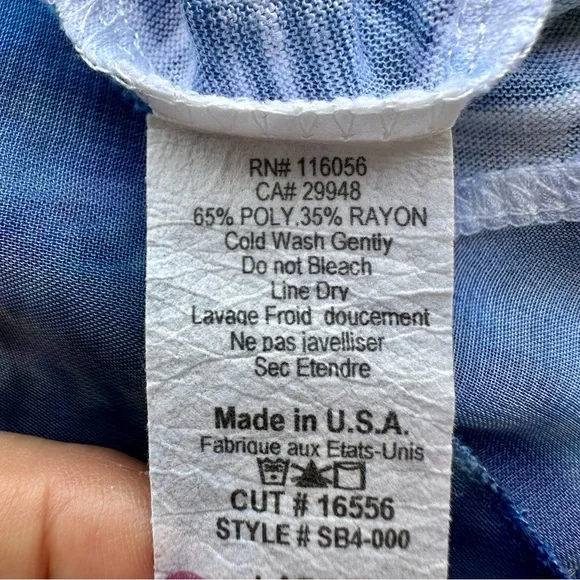 RN# 116056
CA# 29948
65% POLY,35% RAYON
Cold Wash Gently
Do not Bleach
Line Dry
Lavage Froid doucement
Ne pas javelliser
Sec Etendre
Made in U.S.A.
Fabrique aux Etats-Unis
CUT # 16556
STYLE # SB4-000